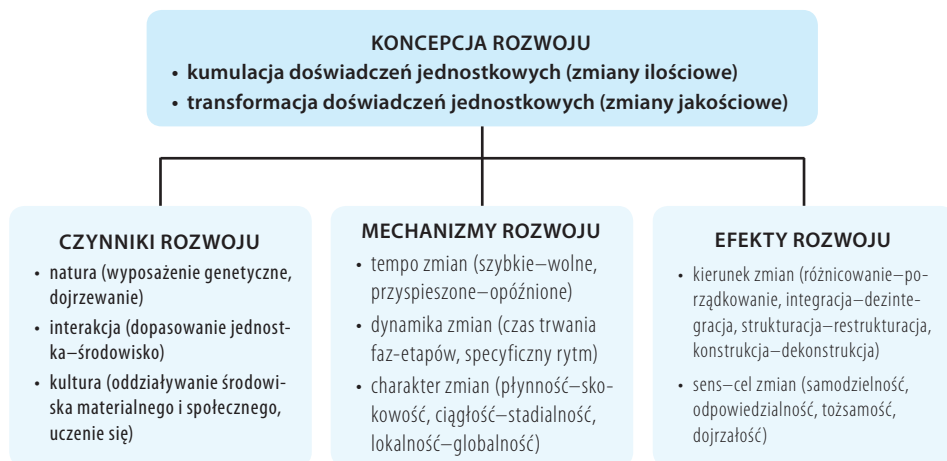 KONCEPCJA ROZWOJU
• kumulacja doświadczeń jednostkowych (zmiany ilościowe)
• transformacja doświadczeń jednostkowych (zmiany jakościowe)
CZYNNIKI ROZWOJU
• natura (wyposażenie genetyczne,
dojrzewanie)
• interakcja (dopasowanie jednost-
ka–środowisko)
• kultura (oddziaływanie środowi-
ska materialnego i społecznego,
uczenie się)
MECHANIZMY ROZWOJU
• tempo zmian (szybkie–wolne,
przyspieszone–opóźnione)
• dynamika zmian (czas trwania
faz-etapów, specyficzny rytm)
• charakter zmian (płynność–sko-
kowość, ciągłość–stadialność,
lokalność–globalność)
EFEKTY ROZWOJU
• kierunek zmian (różnicowanie–po-
rządkowanie, integracja–dezinte-
gracja, strukturacja–restrukturacja,
konstrukcja–dekonstrukcja)
• sens–cel zmian (samodzielność,
odpowiedzialność, tożsamość,
dojrzałość)